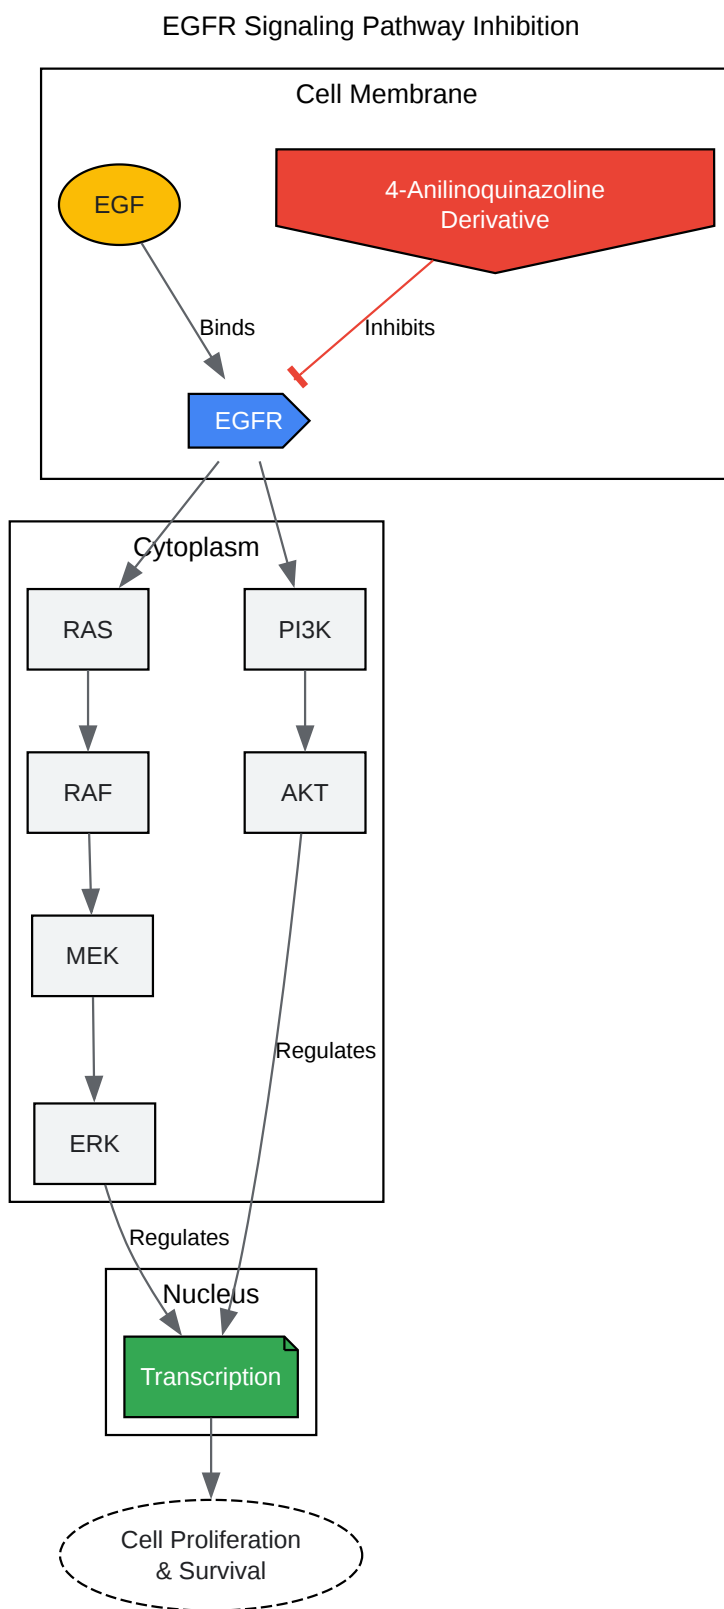 EGFR Signaling Pathway Inhibition
Cell Membrane
EGF
4-Anilinoquinazoline
Derivative
Binds
Inhibits
EGFR
Cytoplasm
RAS
PI3K
RAF
AKT
MEK
Regulates
ERK
Regulates
Nucleus
Transcription
Cell Proliferation
& Survival